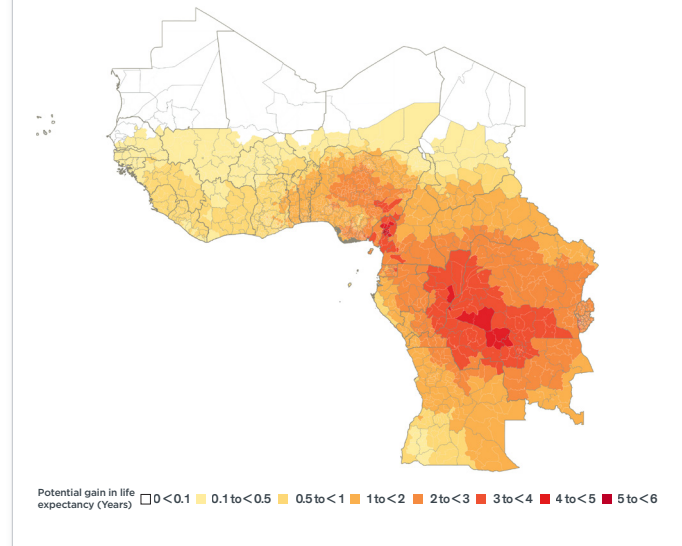 Potential gain in life
expectancy (Years)
0 < 0.1
0.1 to < 0.5
0.5 to < 1
1 to < 2
2 to < 3
3 to < 4
4 to < 5
5 to < 6